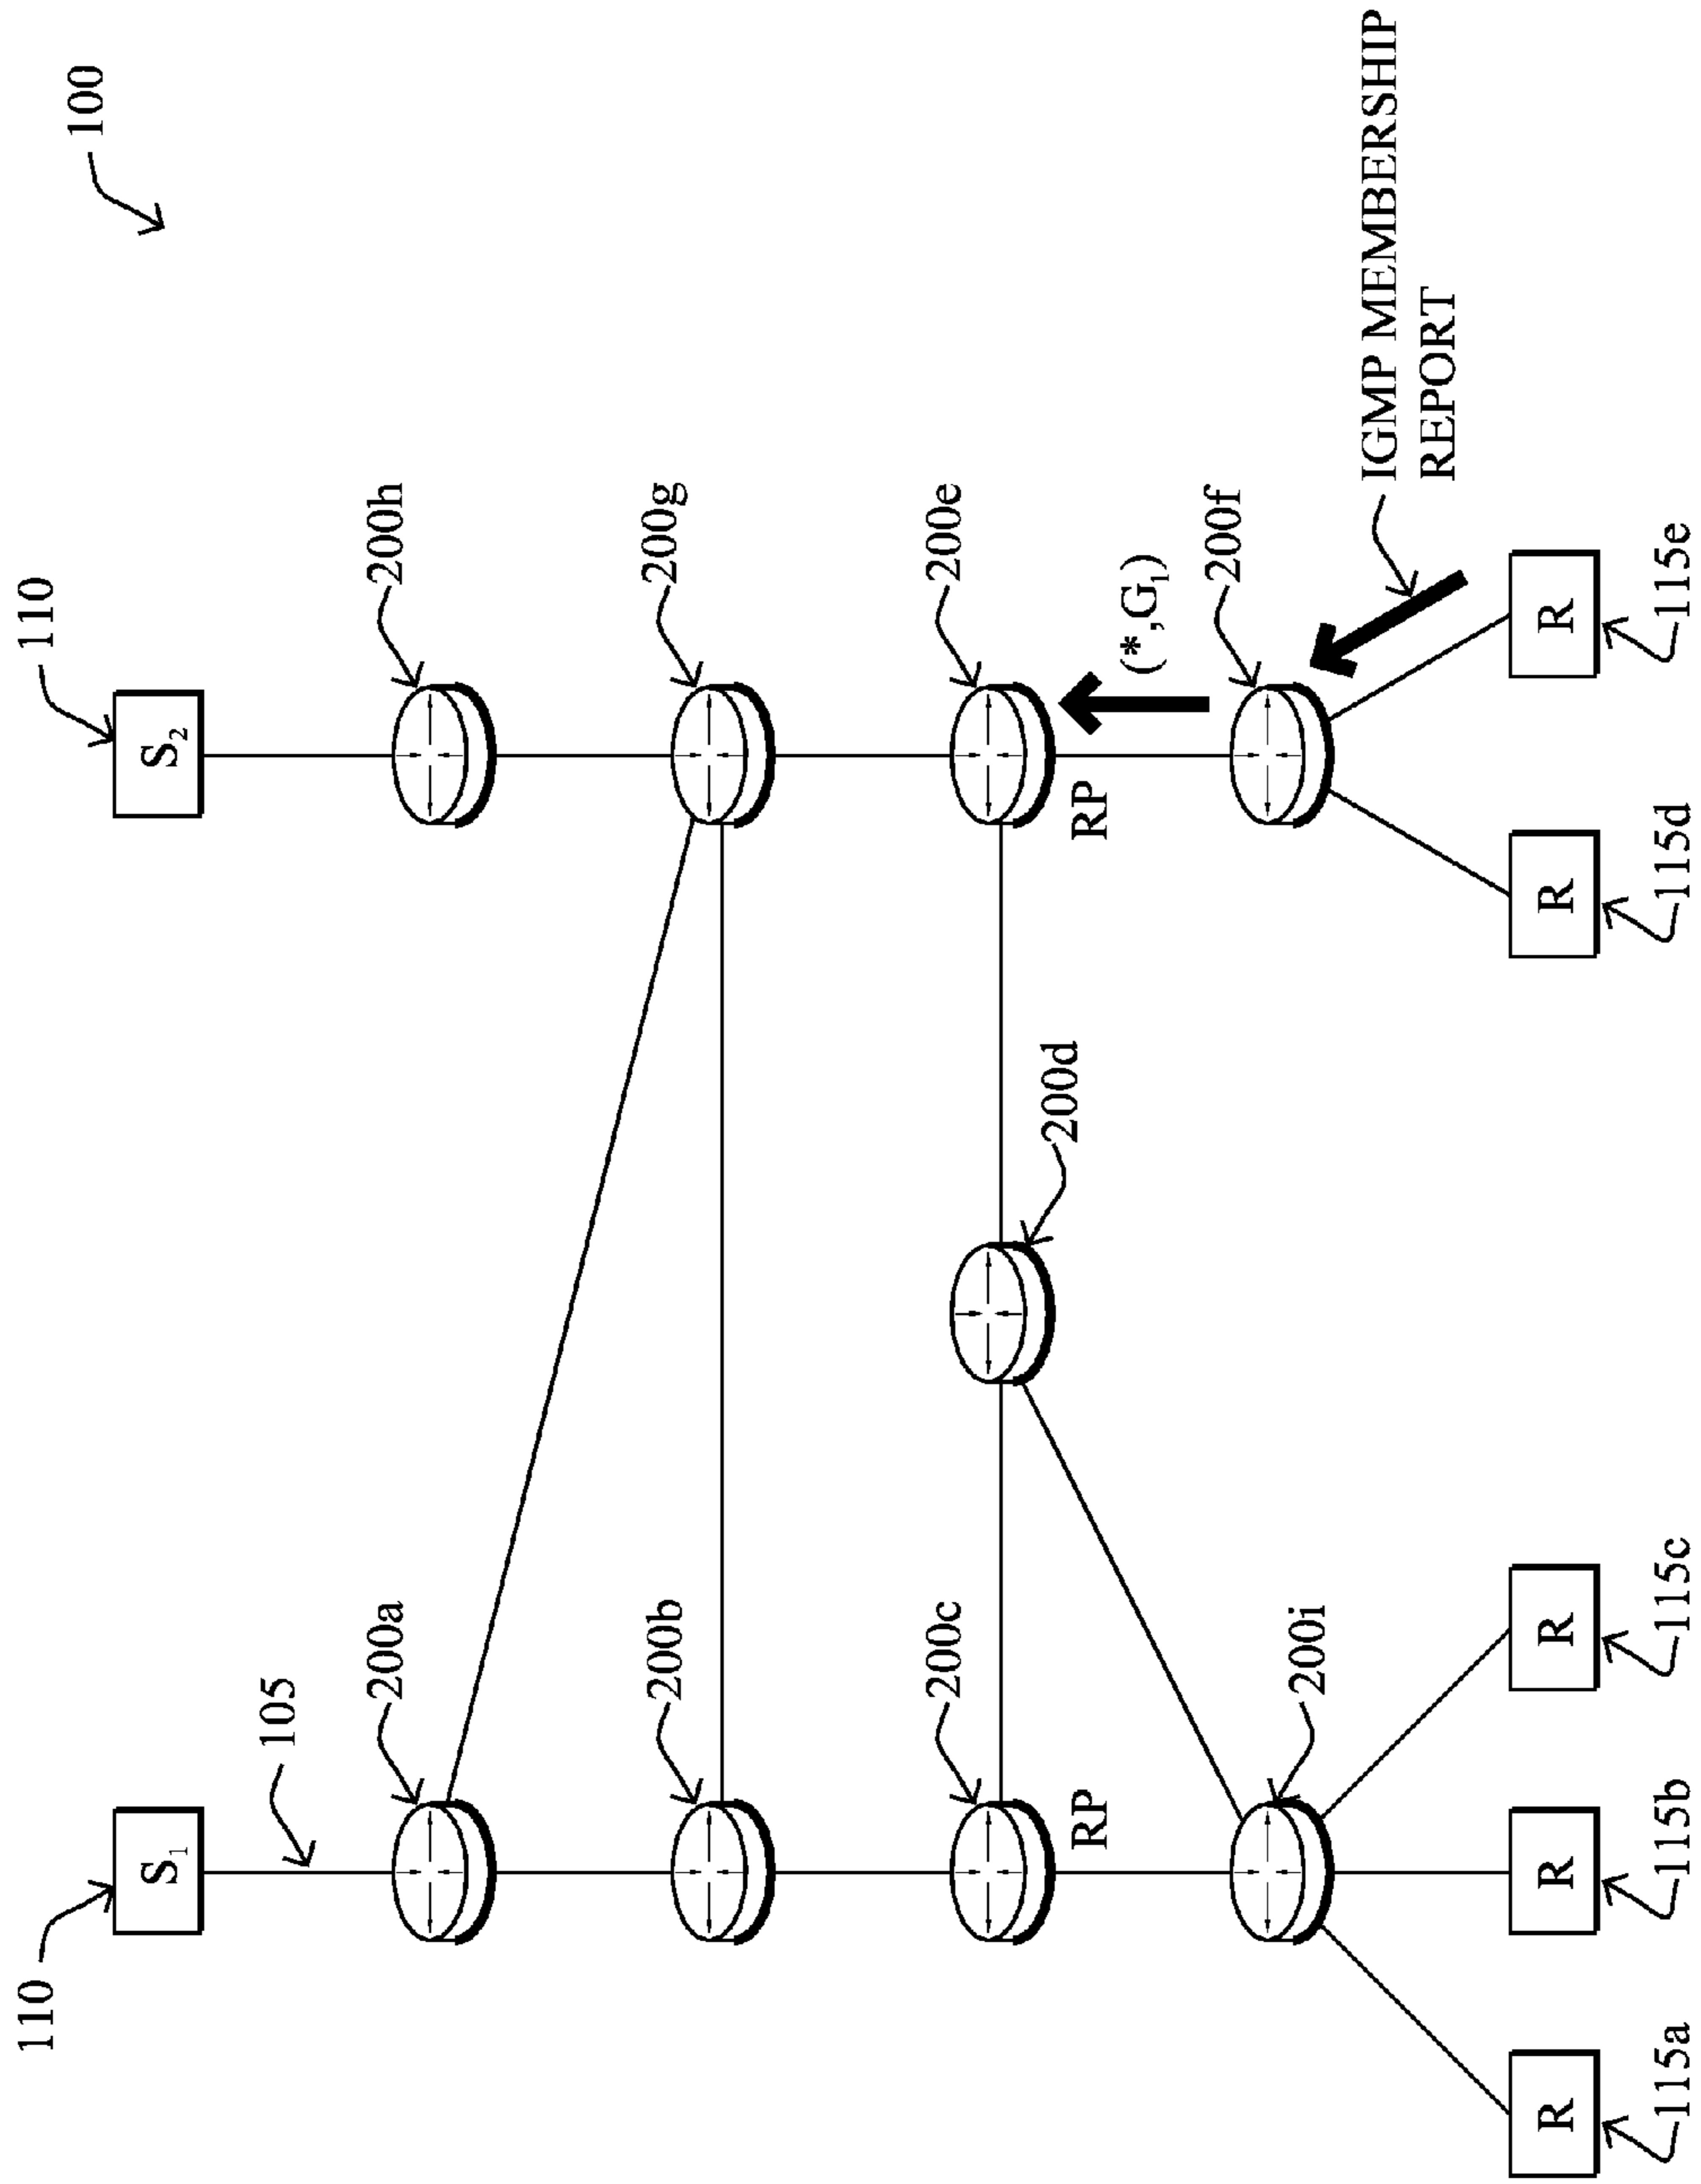 110
110
100
S₁
S₂
105
200a
200h
200b
200g
200c
200e
200d
RP
RP
(*,G₁)
200i
200f
IGMP MEMBERSHIP
REPORT
R
R
R
R
R
115a
115b
115c
115d
115e